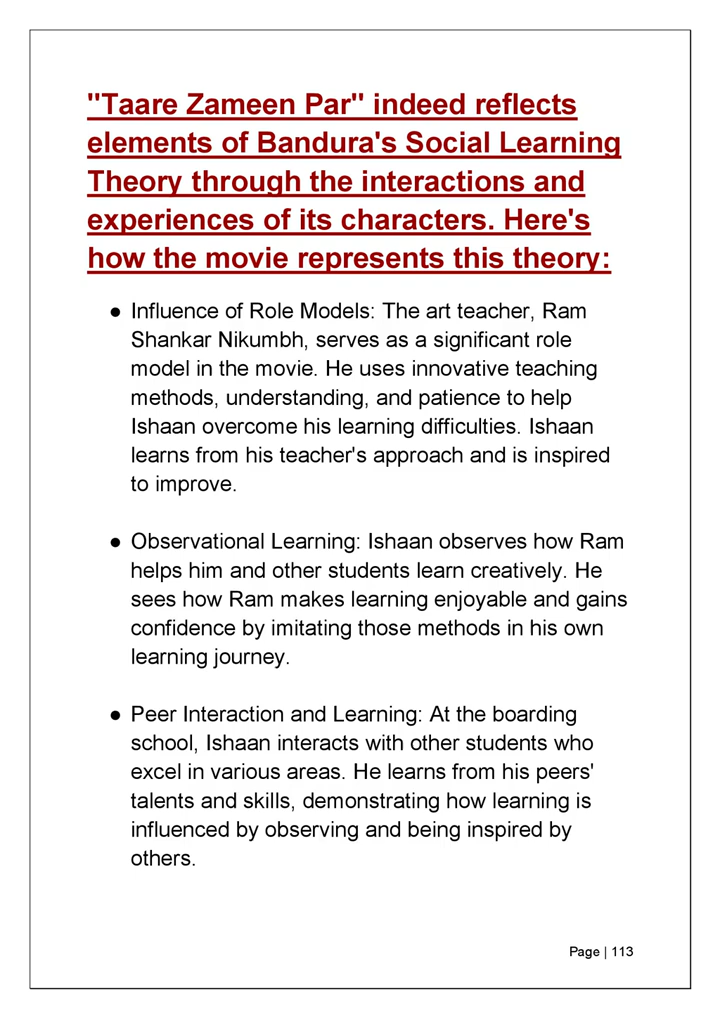 "Taare Zameen Par" indeed reflects
elements of Bandura's Social Learning
Theory through the interactions and
experiences of its characters. Here's
how the movie represents this theory:
● Influence of Role Models: The art teacher, Ram
Shankar Nikumbh, serves as a significant role
model in the movie. He uses innovative teaching
methods, understanding, and patience to help
Ishaan overcome his learning difficulties. Ishaan
learns from his teacher's approach and is inspired
to improve.
● Observational Learning: Ishaan observes how Ram
helps him and other students learn creatively. He
sees how Ram makes learning enjoyable and gains
confidence by imitating those methods in his own
learning journey.
● Peer Interaction and Learning: At the boarding
school, Ishaan interacts with other students who
excel in various areas. He learns from his peers'
talents and skills, demonstrating how learning is
influenced by observing and being inspired by
others.
Page | 113